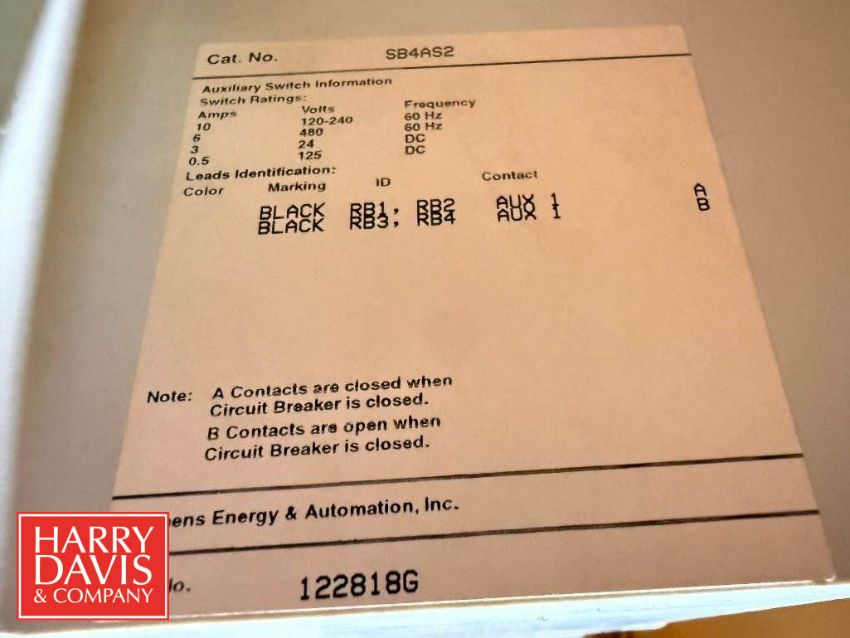 Cat. No. SB4AS2
Auxiliary Switch Information
Switch Ratings:
Amps Volts Frequency
10 120-240 60 Hz
6 480 60 Hz
3 24 DC
0.5 125 DC
Leads Identification:
Color Marking ID Contact
BLACK RB1, RB2 AUX 1 A
BLACK RB3, RB4 AUX 1 B
Note: A Contacts are closed when
Circuit Breaker is closed.
B Contacts are open when
Circuit Breaker is closed.
ens Energy & Automation, Inc.
o. 122818G
HARRY
DAVIS
& COMPANY